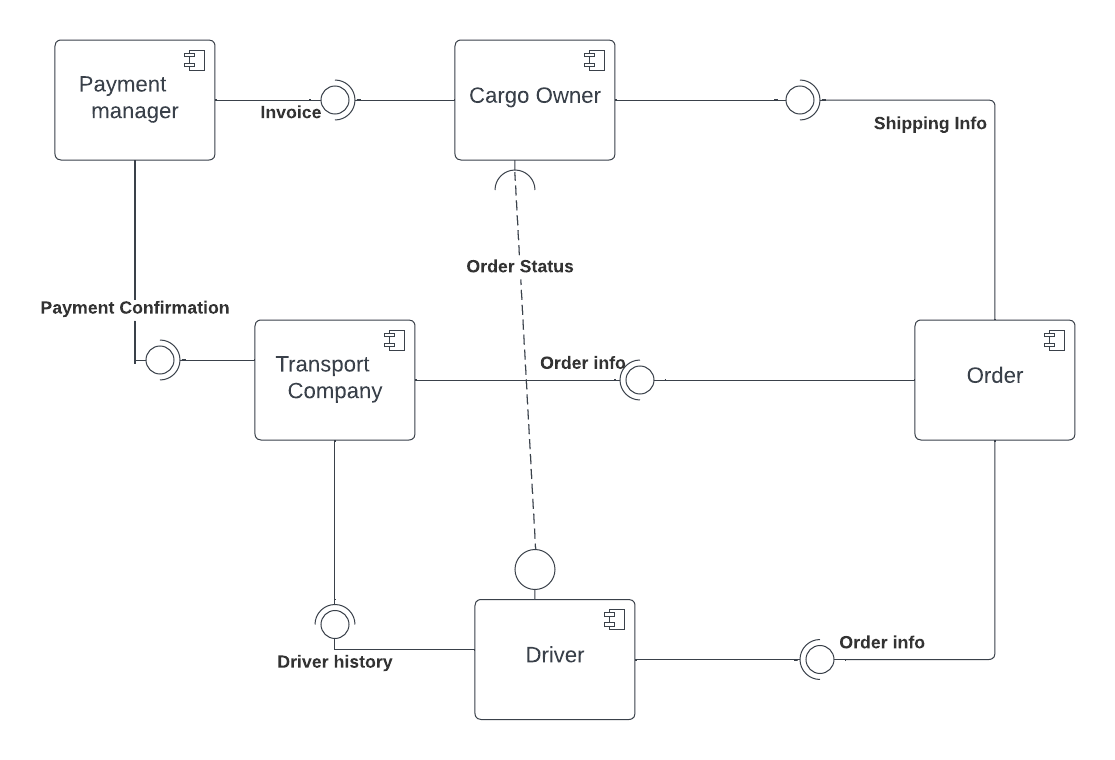 Payment
manager
Invoice
Cargo Owner
Shipping Info
Order Status
Payment Confirmation
Transport
Company
Order info
Order
Driver history
Driver
Order info